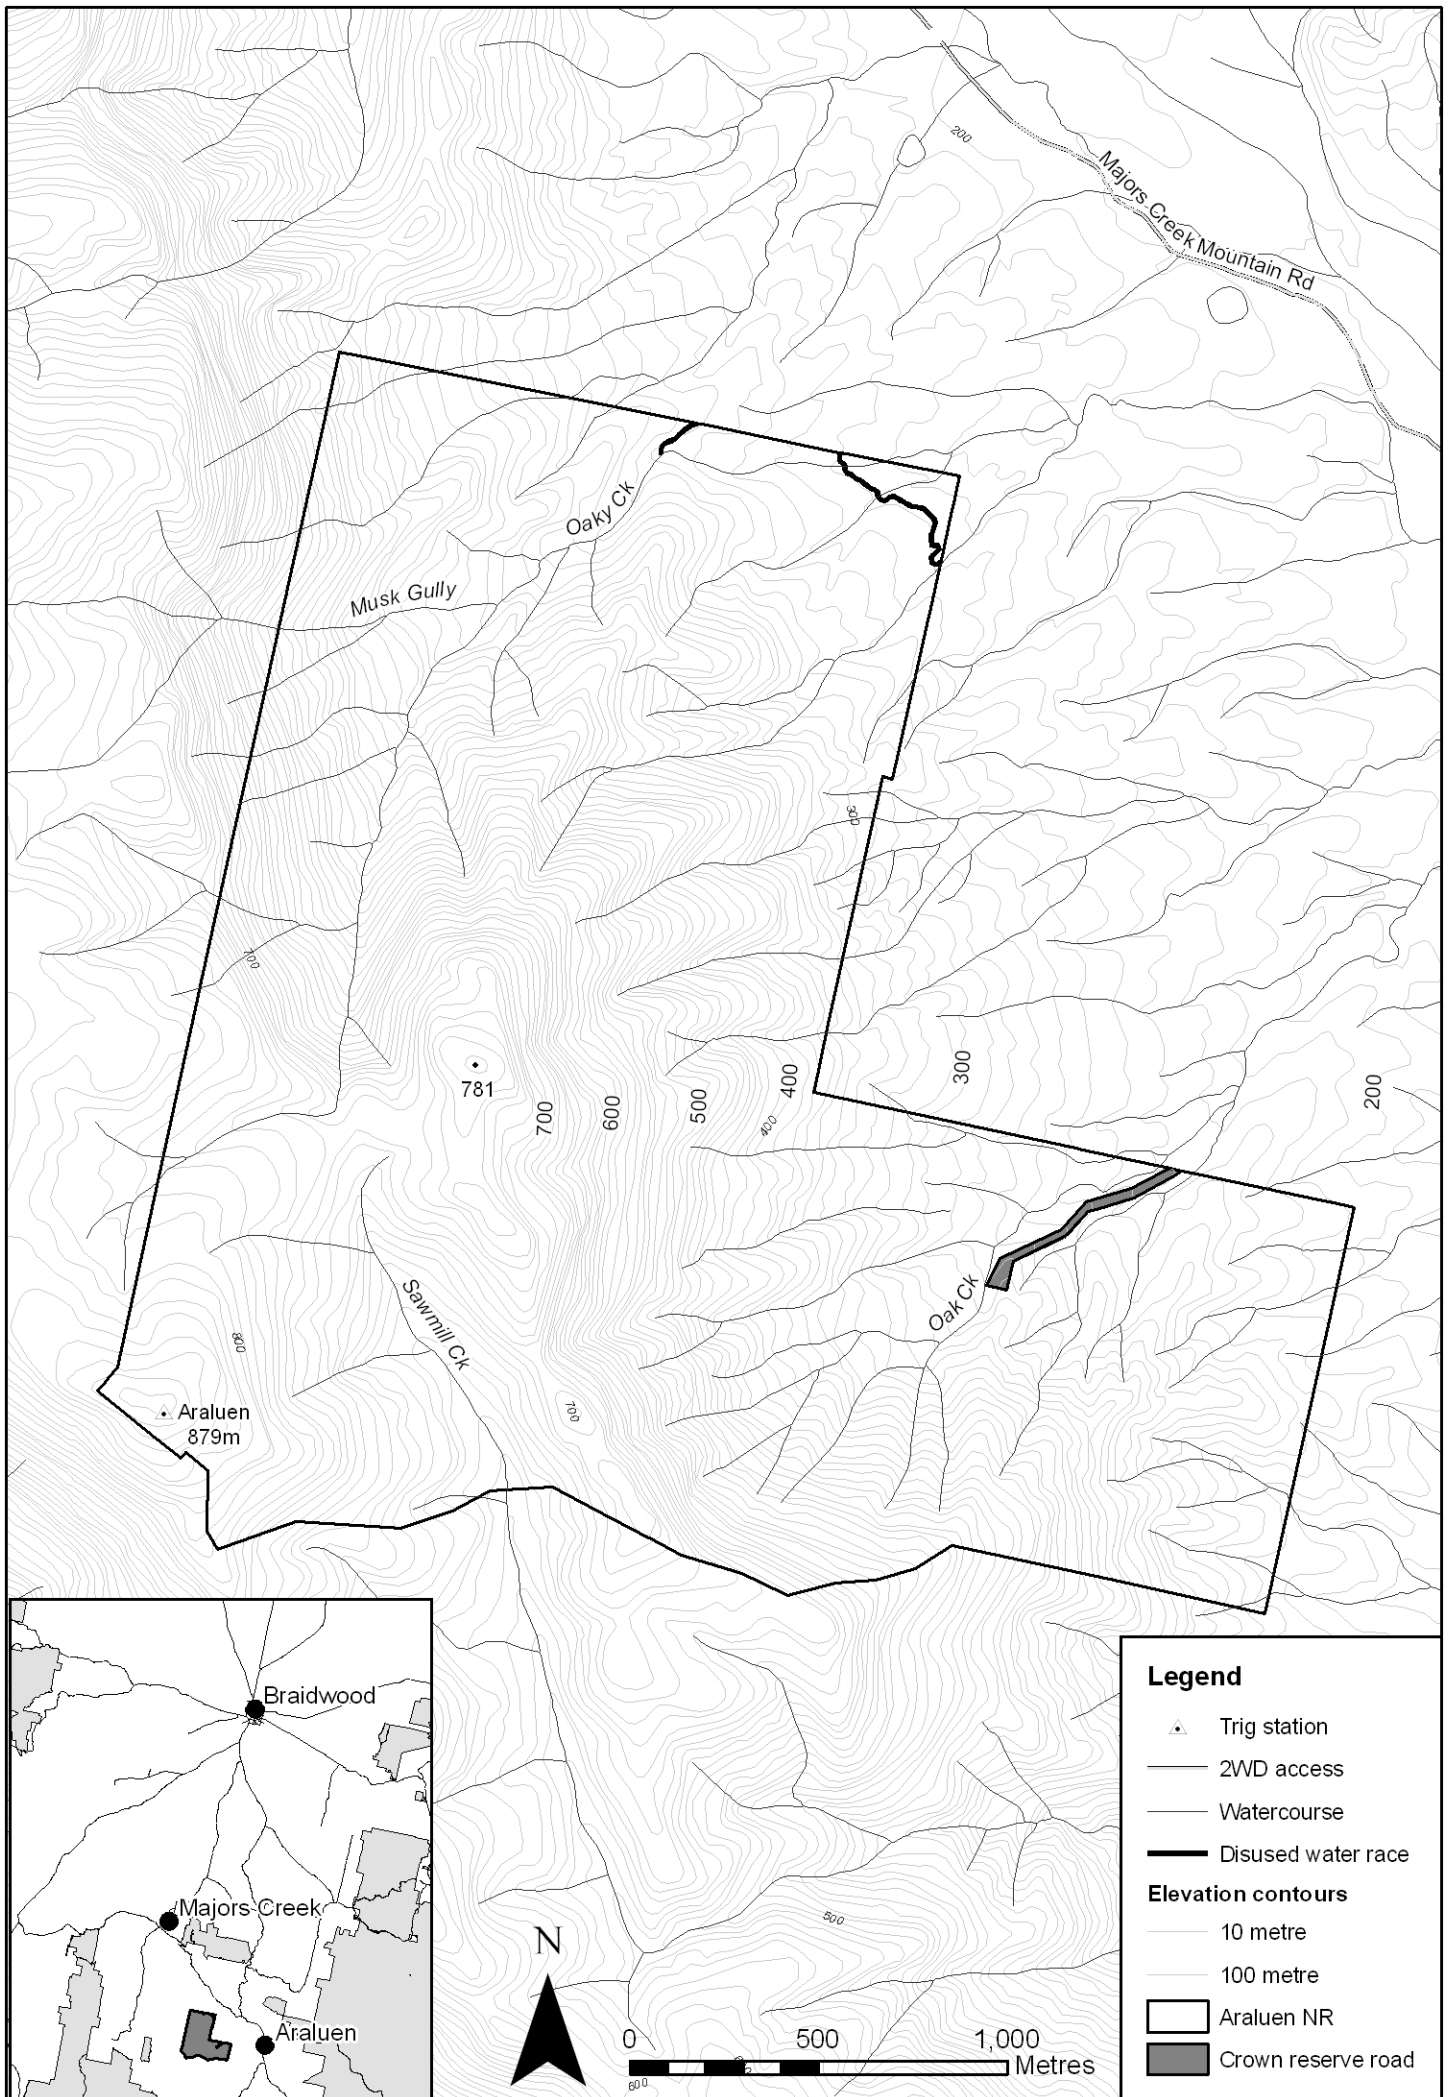 200
Majors Creek Mountain Rd
Oaky Ck
Musk Gully
300
700
781
700
600
500
400
400
300
200
Oak Ck
Sawmill Ck
800
Araluen
879m
700
Braidwood
Majors Creek
Araluen
500
N
0 500 1,000
Metres
600
Legend
Trig station
2WD access
Watercourse
Disused water race
Elevation contours
10 metre
100 metre
Araluen NR
Crown reserve road